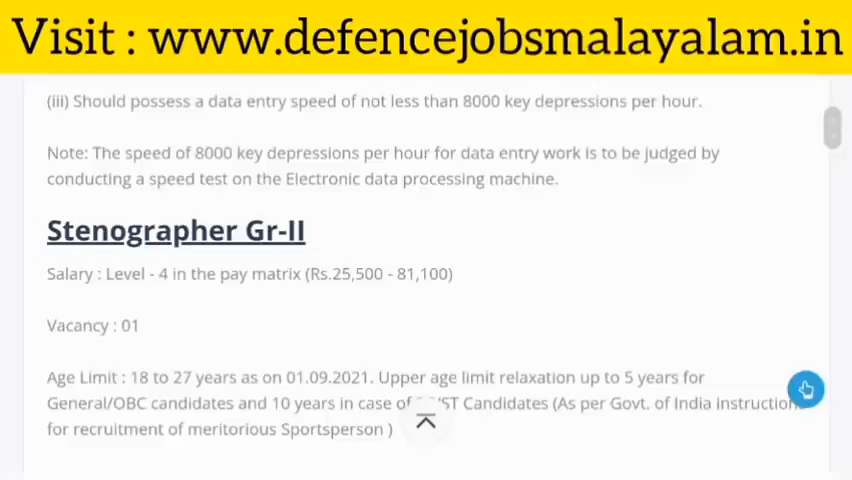 Visit : www.defencejobsmalayalam.in
(iii) Should possess a data entry speed of not less than 8000 key depressions per hour.
Note: The speed of 8000 key depressions per hour for data entry work is to be judged by
conducting a speed test on the Electronic data processing machine.
Stenographer Gr-II
Salary : Level - 4 in the pay matrix (Rs.25,500 - 81,100)
Vacancy : 01
Age Limit : 18 to 27 years as on 01.09.2021. Upper age limit relaxation up to 5 years for
General/OBC candidates and 10 years in case of ST Candidates (As per Govt. of India instructions
for recruitment of meritorious Sportsperson )